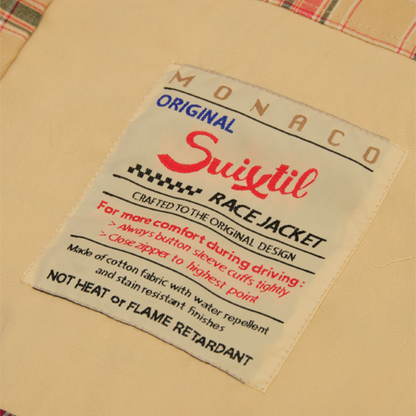 MONACO
ORIGINAL
Suixtil
RACE JACKET
CRAFTED TO THE ORIGINAL DESIGN
For more comfort during driving:
> Always button sleeve cuffs tightly
> Close zipper to highest point
Made of cotton fabric with water repellent
and stain resistant finishes
NOT HEAT or FLAME RETARDANT